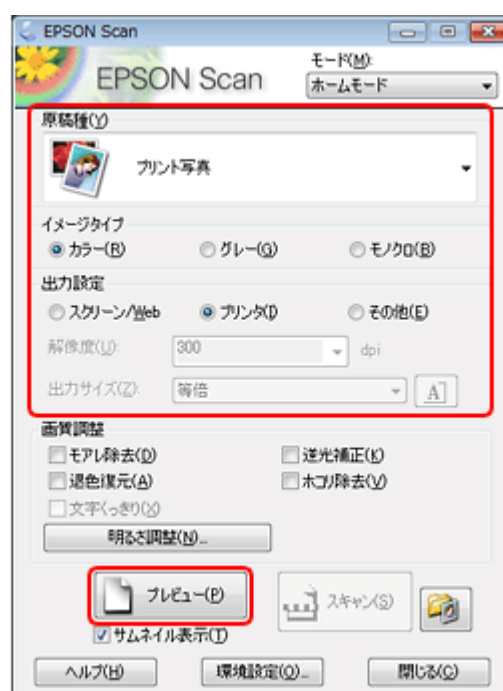 EPSON Scan
EPSON Scan
モード(M):
ホームモード
原稿種(Y)
プリント写真
イメージタイプ
カラー(R) グレー(G) モノクロ(B)
出力設定
スクリーン/Web プリンタ(I) その他(E)
解像度(U): 300 dpi
出力サイズ(Z): 等倍 A
画質調整
モアレ除去(D) 逆光補正(K)
退色復元(A) ホコリ除去(V)
文字くっきり(X)
明るさ調整(N)...
プレビュー(P) スキャン(S)
サムネイル表示(T)
ヘルプ(H) 環境設定(O)... 閉じる(C)